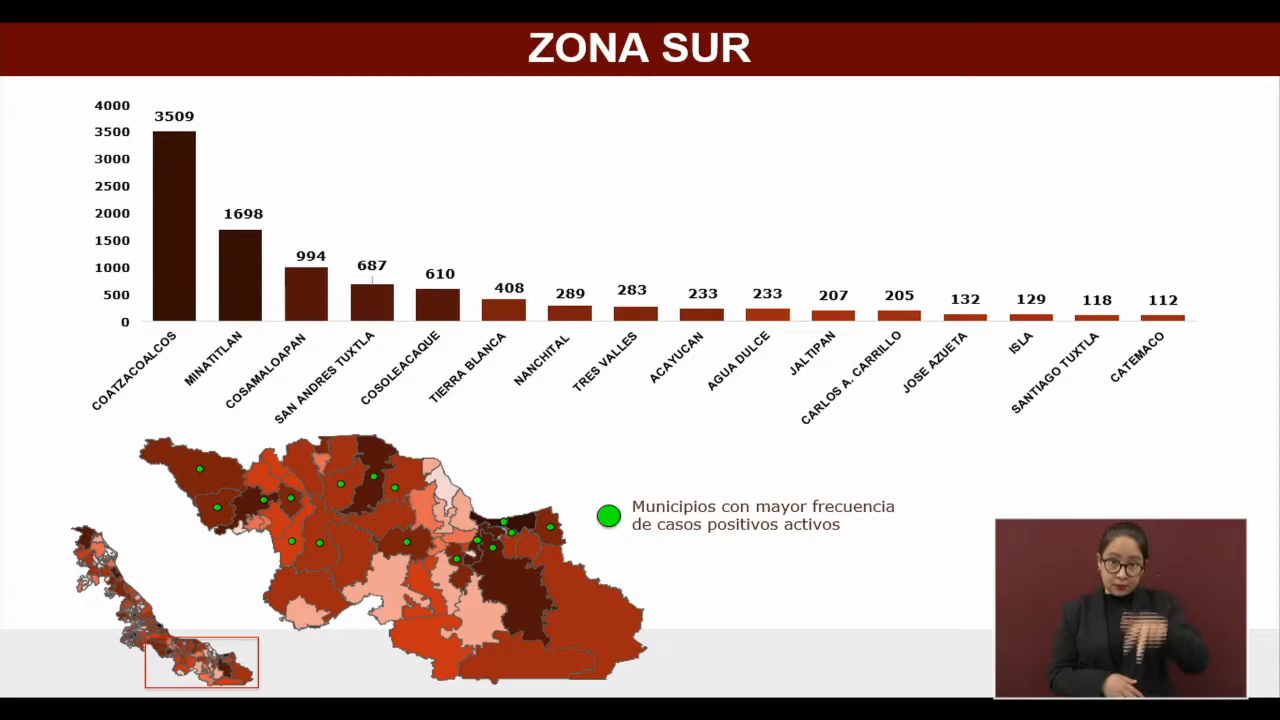 ZONA SUR
4000
3500
3000
2500
2000
1500
1000
500
0
3509
1698
994
687
610
408
289
283
233
233
207
205
132
129
118
112
COATZACOALCOS
MINATITLAN
COSAMALOAPAN
SAN ANDRES TUXTLA
COSOLEACAQUE
TIERRA BLANCA
NANCHITAL
TRES VALLES
ACAYUCAN
AGUA DULCE
JALTIPAN
CARLOS A. CARRILLO
JOSE AZUETA
ISLA
SANTIAGO TUXTLA
CATEMACO
Municipios con mayor frecuencia
de casos positivos activos